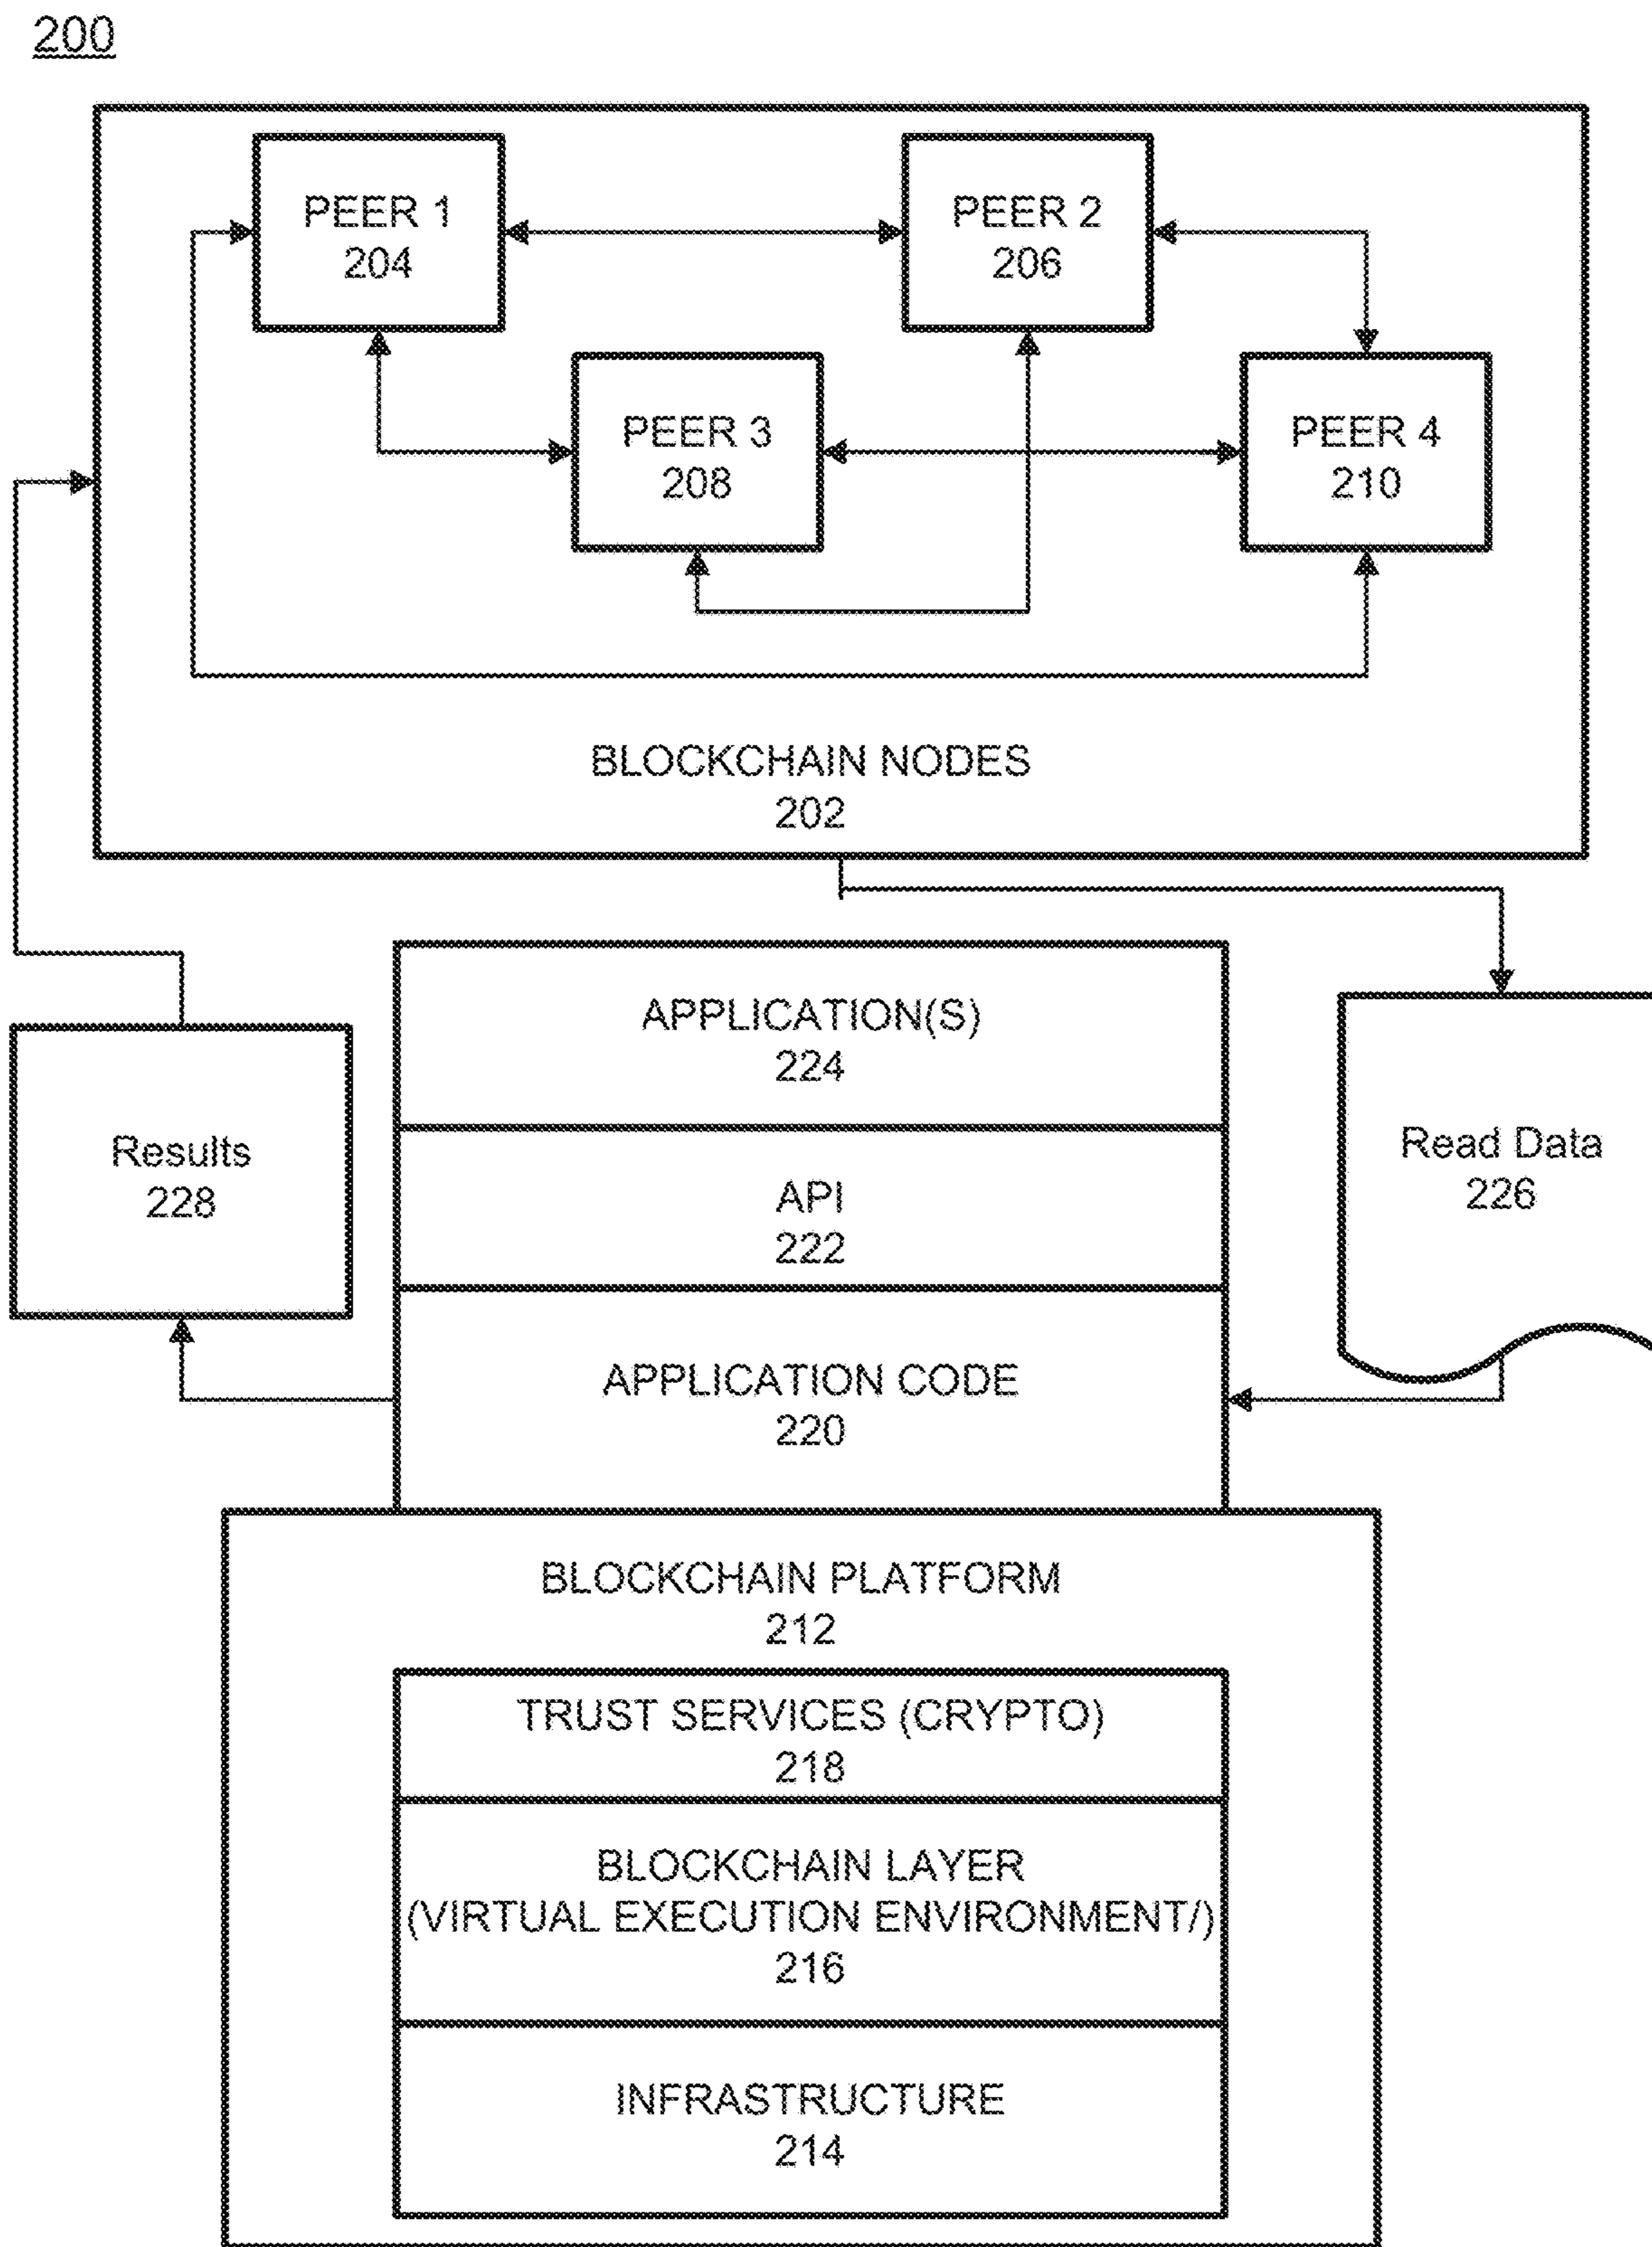 200
PEER 1
204
PEER 2
206
PEER 3
208
PEER 4
210
BLOCKCHAIN NODES
202
APPLICATION(S)
224
Results
228
API
222
Read Data
226
APPLICATION CODE
220
BLOCKCHAIN PLATFORM
212
TRUST SERVICES (CRYPTO)
218
BLOCKCHAIN LAYER
(VIRTUAL EXECUTION ENVIRONMENT/)
216
INFRASTRUCTURE
214